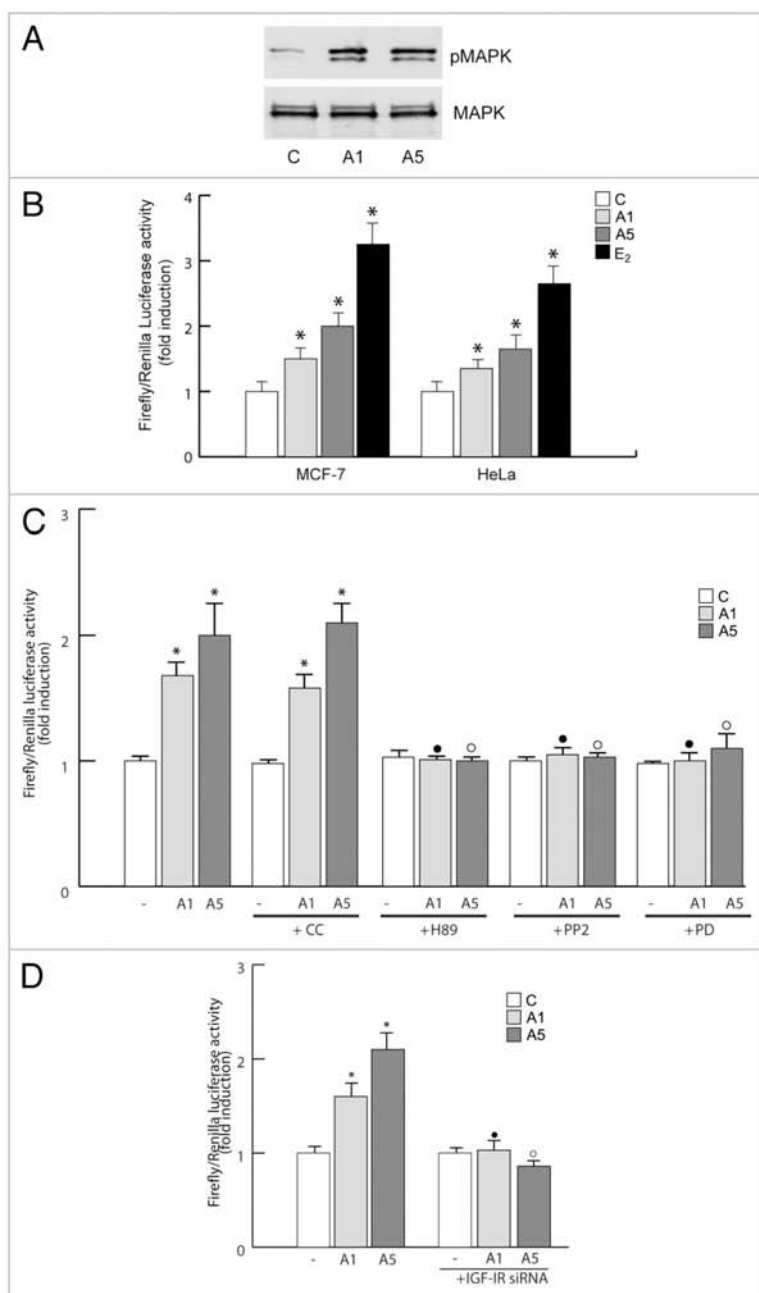 A
pMAPK
MAPK
C A1 A5
B
Firefly/Renilla Luciferase activity
(fold induction)
4
3
2
1
0
* * * * * *
MCF-7 HeLa
C
A1
A5
E₂
C
Firefly/Renilla luciferase activity
(fold induction)
3
2
1
0
* * * * ● ○ ● ○ ● ○
C
A1
A5
- A1 A5 - A1 A5 - A1 A5 - A1 A5 - A1 A5
+ CC +H89 +PP2 +PD
D
Firefly/Renilla luciferase activity
(fold induction)
3
2
1
0
* * ● ○
C
A1
A5
- A1 A5 - A1 A5
+IGF-IR siRNA